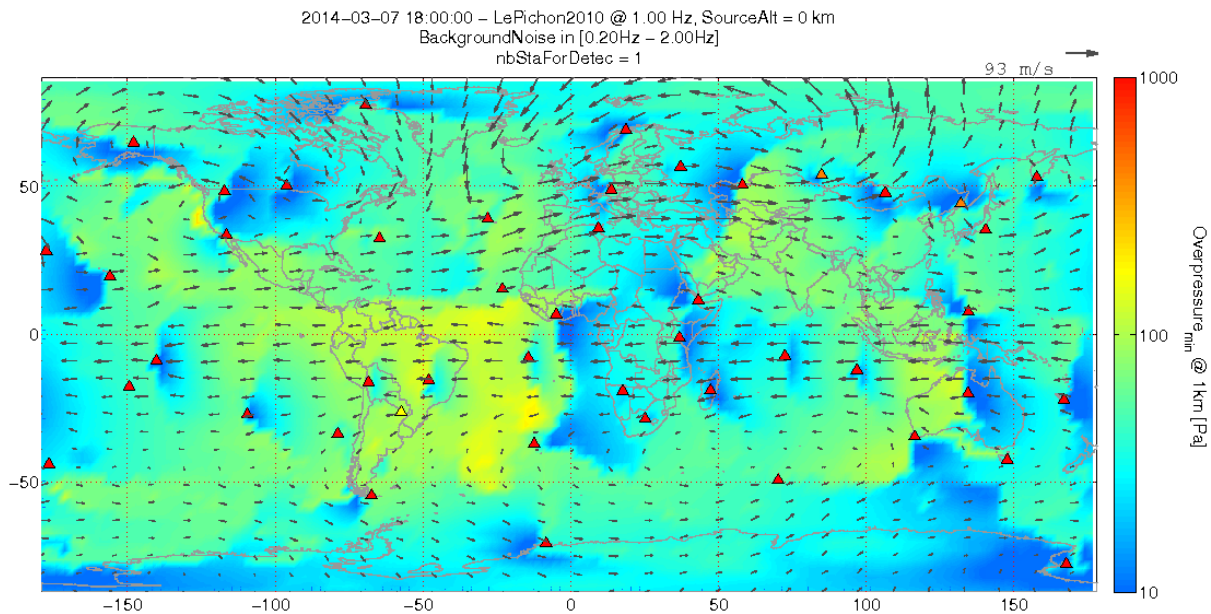 2014-03-07 18:00:00 - LePichon2010 @ 1.00 Hz, SourceAlt = 0 km
BackgroundNoise in [0.20Hz - 2.00Hz]
nbStaForDetec = 1
93 m/s
1000
50
0
-50
100
10
-150
-100
-50
0
50
100
150
Overpressure_min @ 1km [Pa]